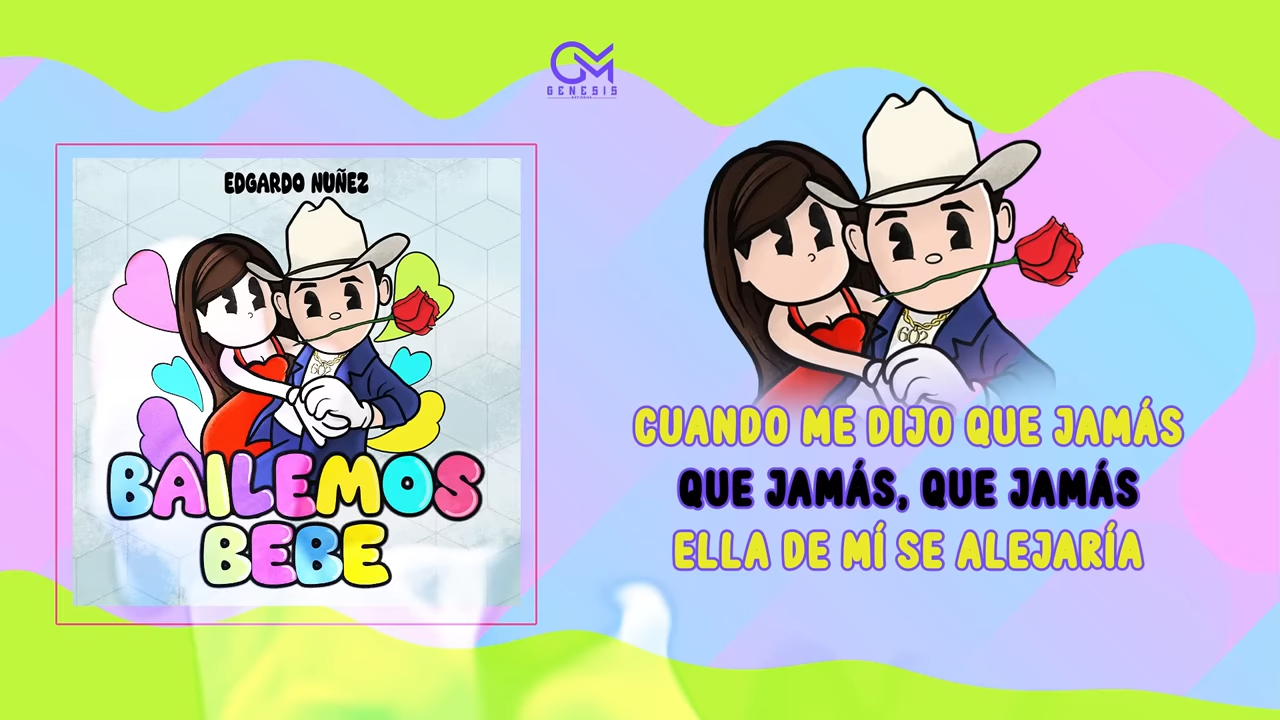 GENESIS
EDGARDO NUÑEZ
602
BAILEMOS
BEBE
602
CUANDO ME DIJO QUE JAMÁS
QUE JAMÁS, QUE JAMÁS
ELLA DE MÍ SE ALEJARÍA